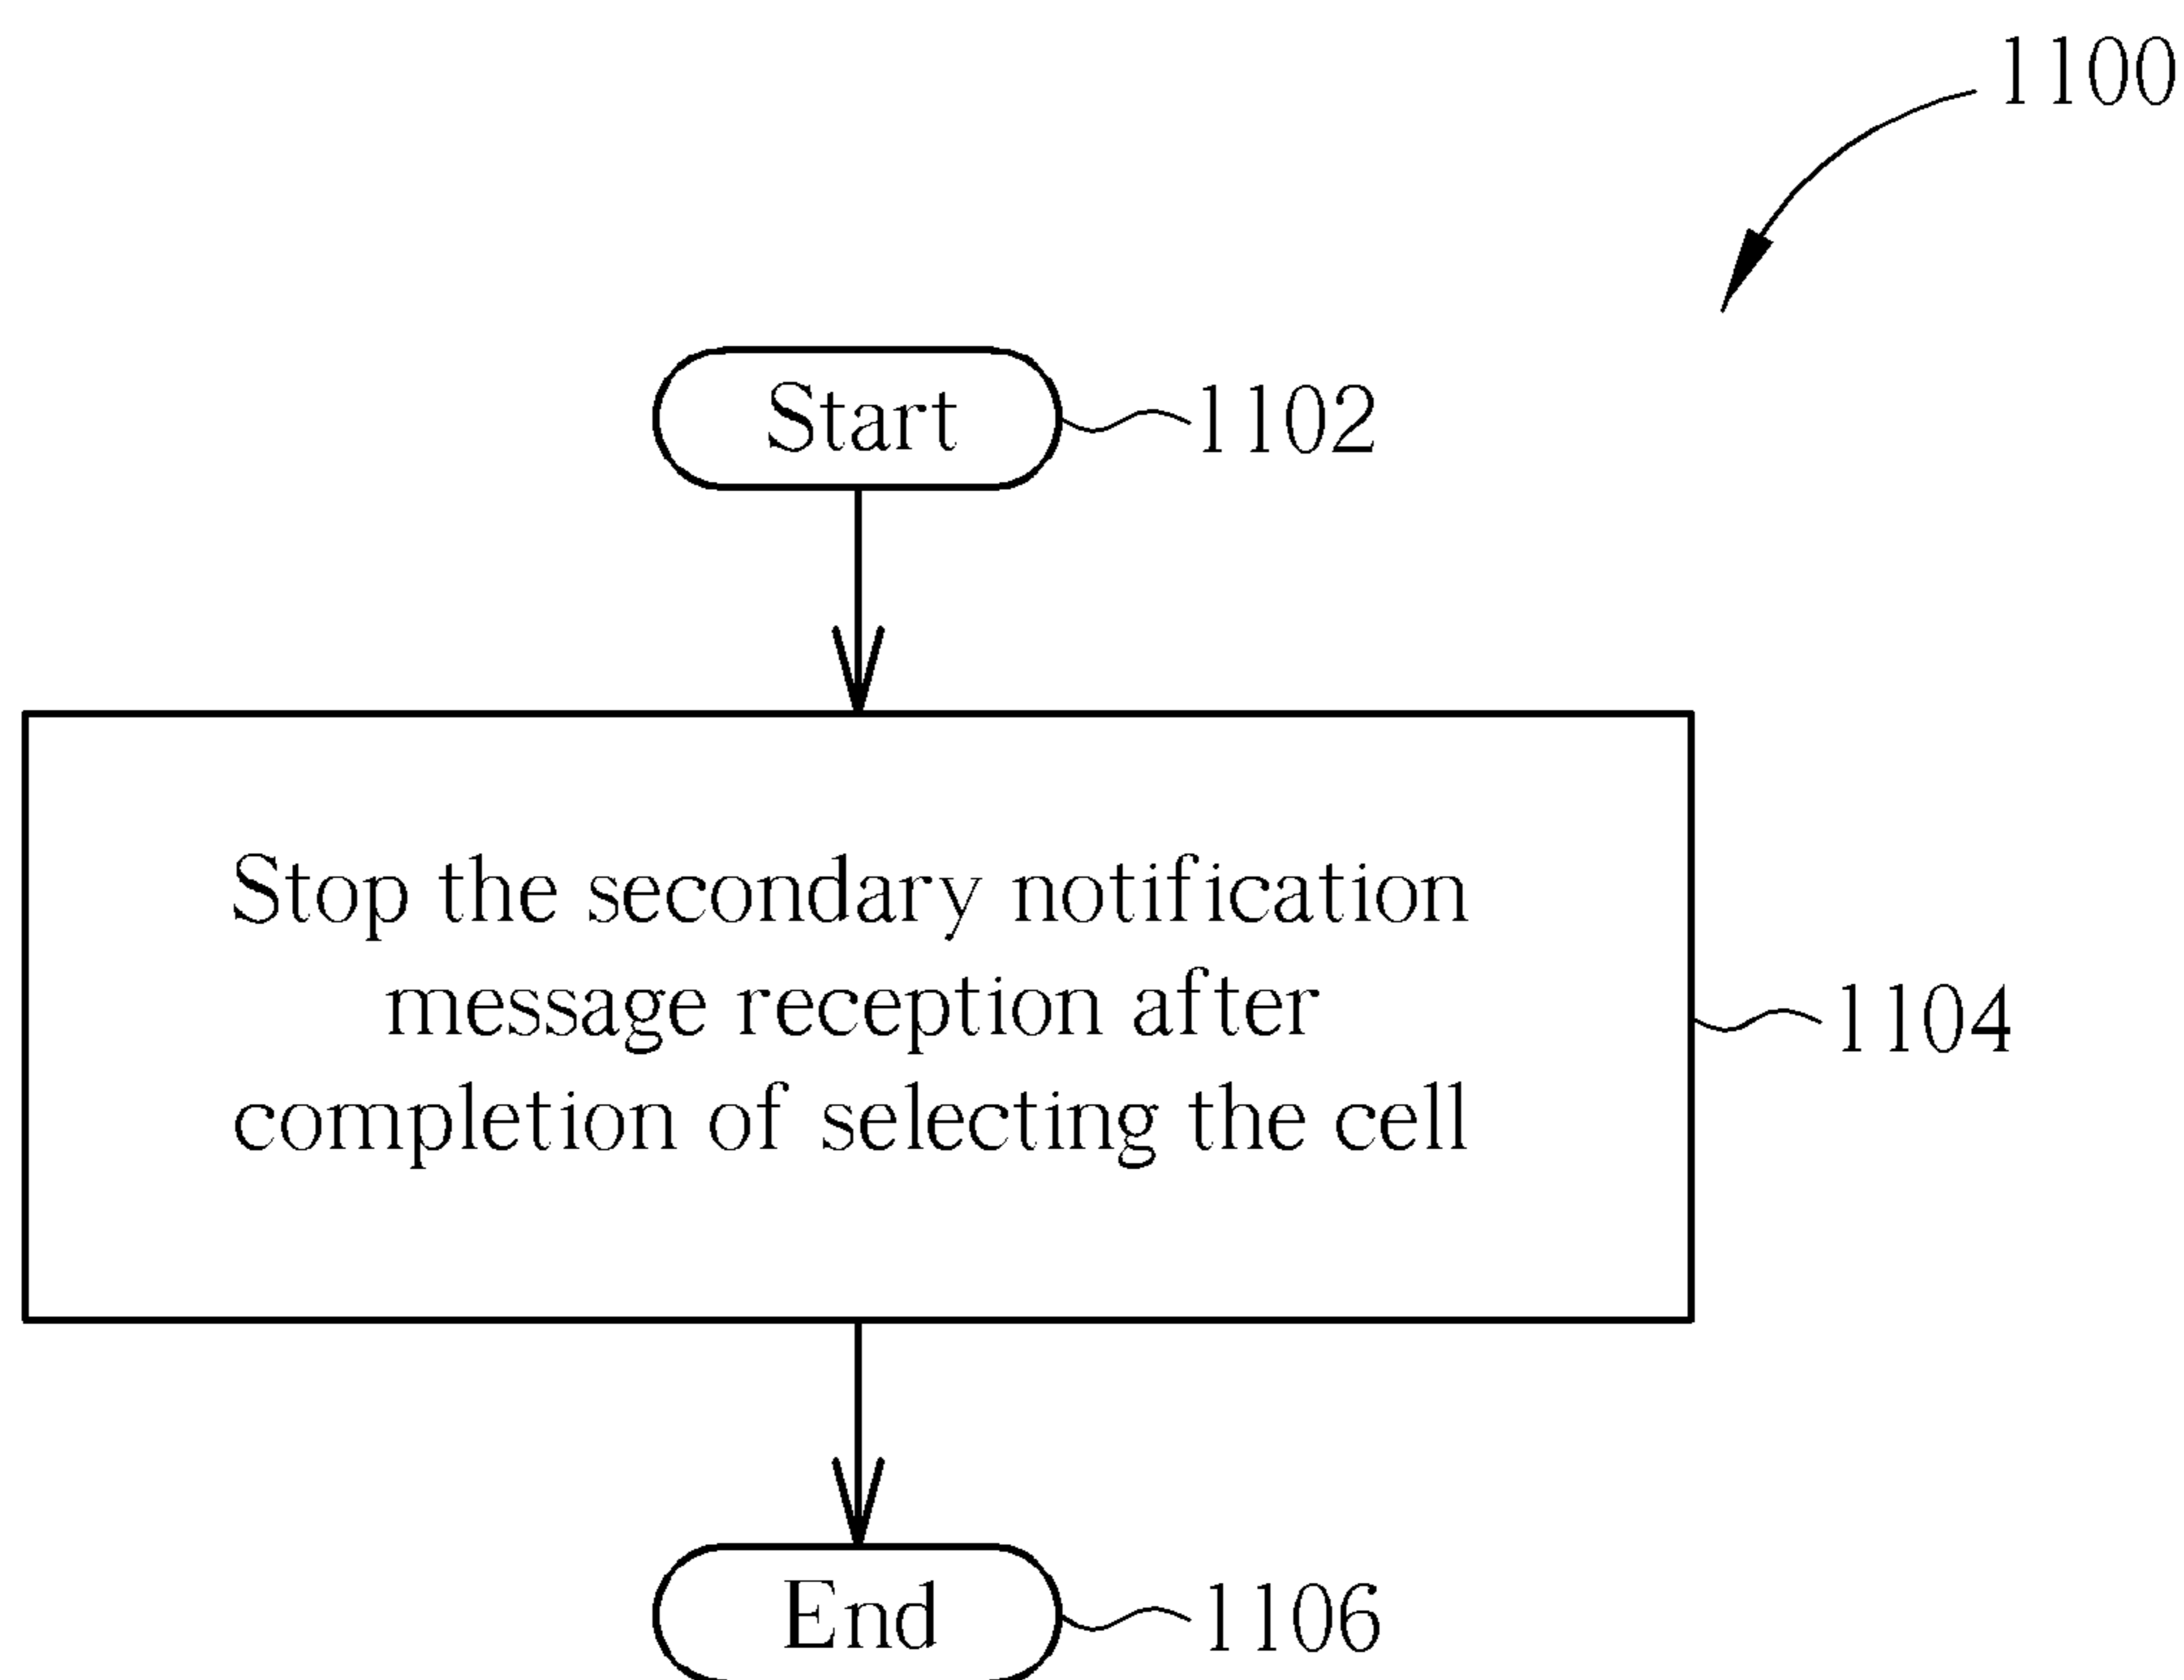 1100
Start
1102
Stop the secondary notification
message reception after
completion of selecting the cell
1104
End
1106